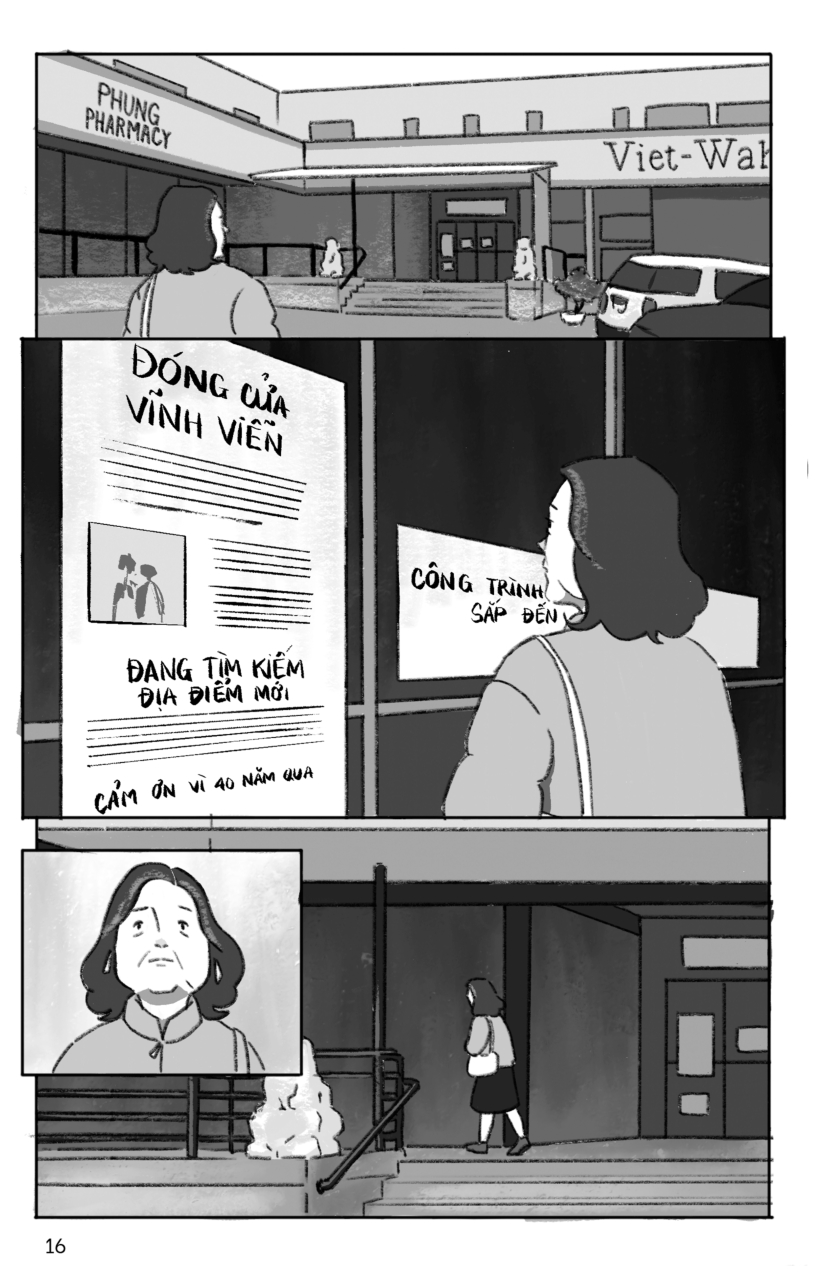 PHUNG
PHARMACY
Viet-Wah
ĐÓNG CỬA
VĨNH VIỄN
ĐANG TÌM KIẾM
ĐỊA ĐIỂM MỚI
CẢM ƠN VÌ 40 NĂM QUA
CÔNG TRÌNH
SẮP ĐẾN
16